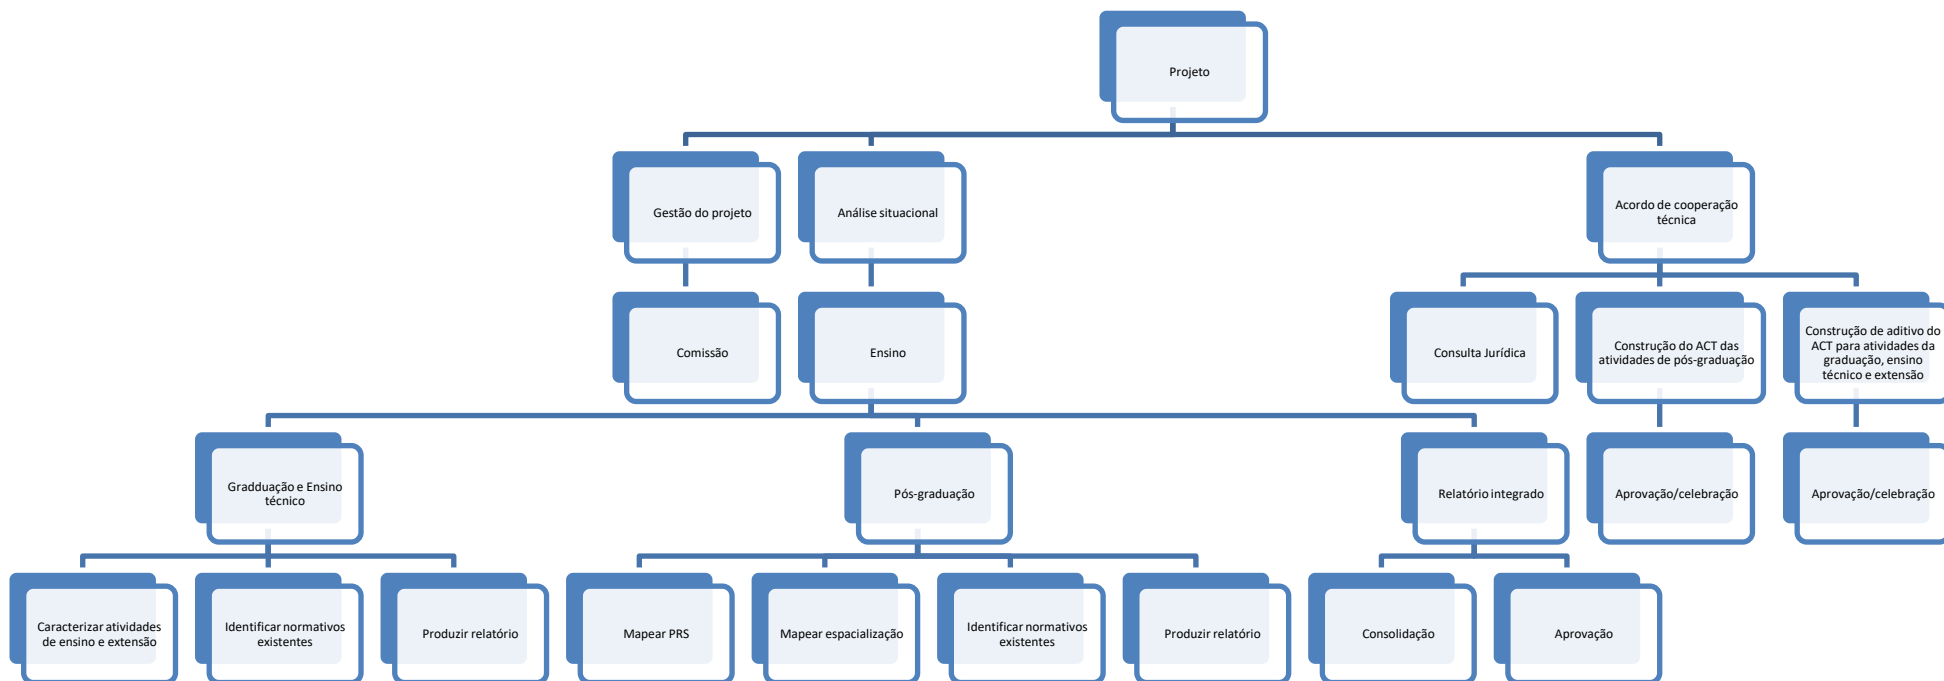 Projeto
Gestão do projeto
Análise situacional
Acordo de cooperação
técnica
Comissão
Ensino
Consulta Jurídica
Construção do ACT das
atividades de pós-graduação
Construção de aditivo do
ACT para atividades da
graduação, ensino
técnico e extensão
Gradduação e Ensino
técnico
Pós-graduação
Relatório integrado
Aprovação/celebração
Aprovação/celebração
Caracterizar atividades
de ensino e extensão
Identificar normativos
existentes
Produzir relatório
Mapear PRS
Mapear espacialização
Identificar normativos
existentes
Produzir relatório
Consolidação
Aprovação